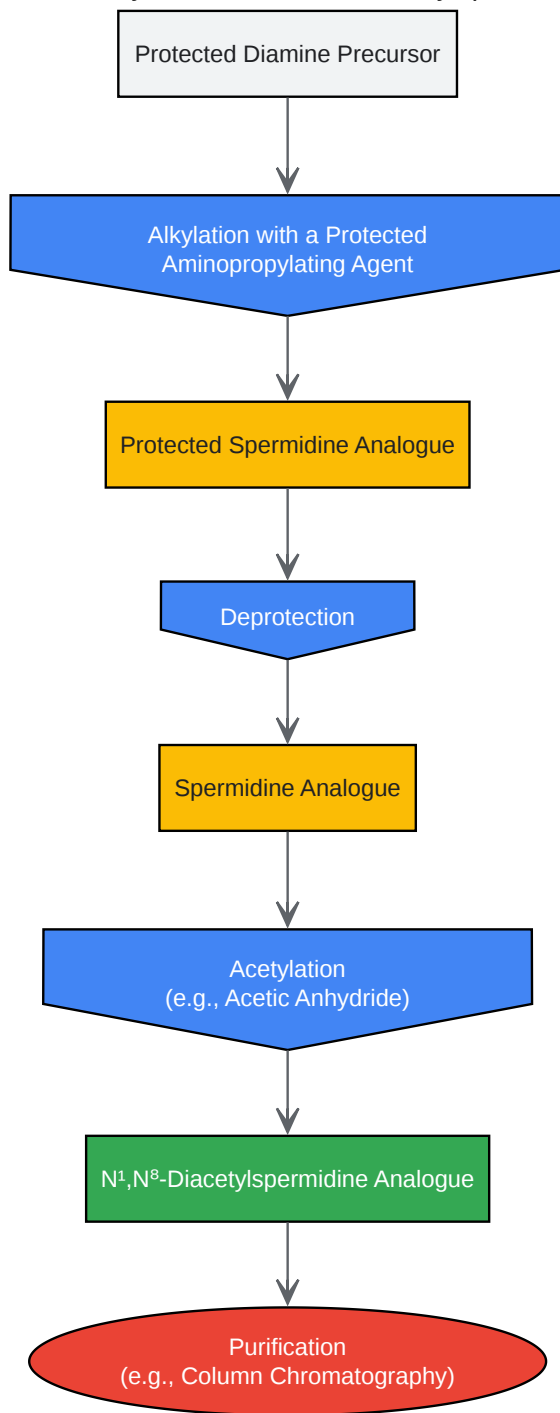 Protected Diamine Precursor
Alkylation with a Protected
Aminopropylating Agent
Protected Spermidine Analogue
Deprotection
Spermidine Analogue
Acetylation
(e.g., Acetic Anhydride)
N¹,N⁸-Diacetylspermidine Analogue
Purification
(e.g., Column Chromatography)